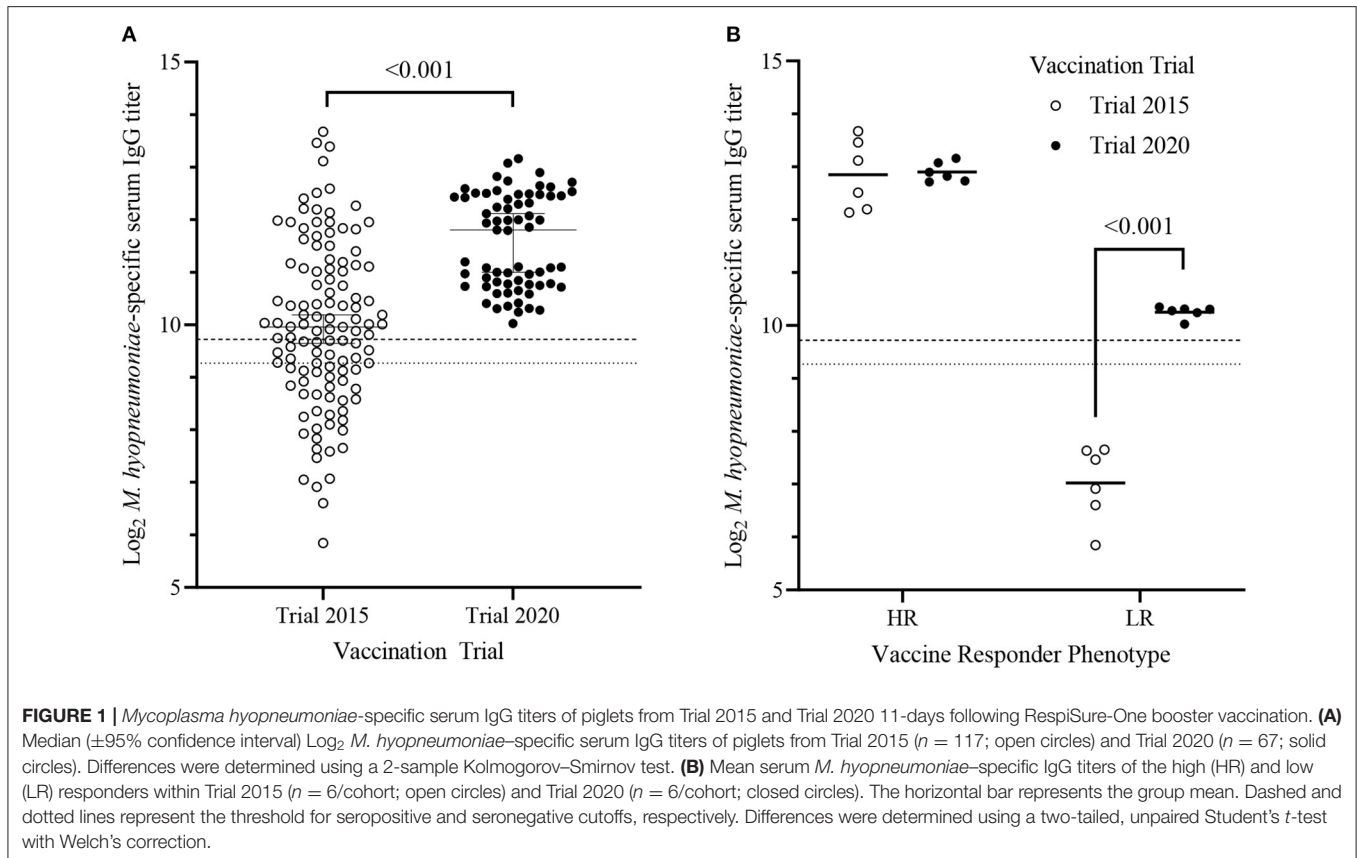 A
15
<0.001
10
5
Log₂ M. hyopneumoniae-specific serum IgG titer
Trial 2015
Trial 2020
Vaccination Trial
B
15
Vaccination Trial
Trial 2015
Trial 2020
<0.001
10
5
Log₂ M. hyopneumoniae-specific serum IgG titer
HR
LR
Vaccine Responder Phenotype
FIGURE 1 | Mycoplasma hyopneumoniae-specific serum IgG titers of piglets from Trial 2015 and Trial 2020 11-days following RespiSure-One booster vaccination. (A)
Median (±95% confidence interval) Log₂ M. hyopneumoniae–specific serum IgG titers of piglets from Trial 2015 (n = 117; open circles) and Trial 2020 (n = 67; solid
circles). Differences were determined using a 2-sample Kolmogorov–Smirnov test. (B) Mean serum M. hyopneumoniae–specific IgG titers of the high (HR) and low
(LR) responders within Trial 2015 (n = 6/cohort; open circles) and Trial 2020 (n = 6/cohort; closed circles). The horizontal bar represents the group mean. Dashed and
dotted lines represent the threshold for seropositive and seronegative cutoffs, respectively. Differences were determined using a two-tailed, unpaired Student's t-test
with Welch's correction.